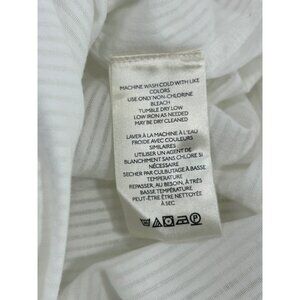 MACHINE WASH COLD WITH LIKE
COLORS
USE ONLY NON-CHLORINE
BLEACH
TUMBLE DRY LOW
LOW IRON AS NEEDED
MAY BE DRY CLEANED
LAVER À LA MACHINE À L'EAU
FROIDE AVEC COULEURS
SIMILAIRES
UTILISER UN AGENT DE
BLANCHIMENT SANS CHLORE SI
NÉCESSAIRE
SÉCHER PAR CULBUTAGE À BASSE
TEMPÉRATURE
REPASSER, AU BESOIN, À TRÈS
BASSE TEMPÉRATURE
PEUT-ÊTRE ÊTRE NETTOYÉE
À SEC